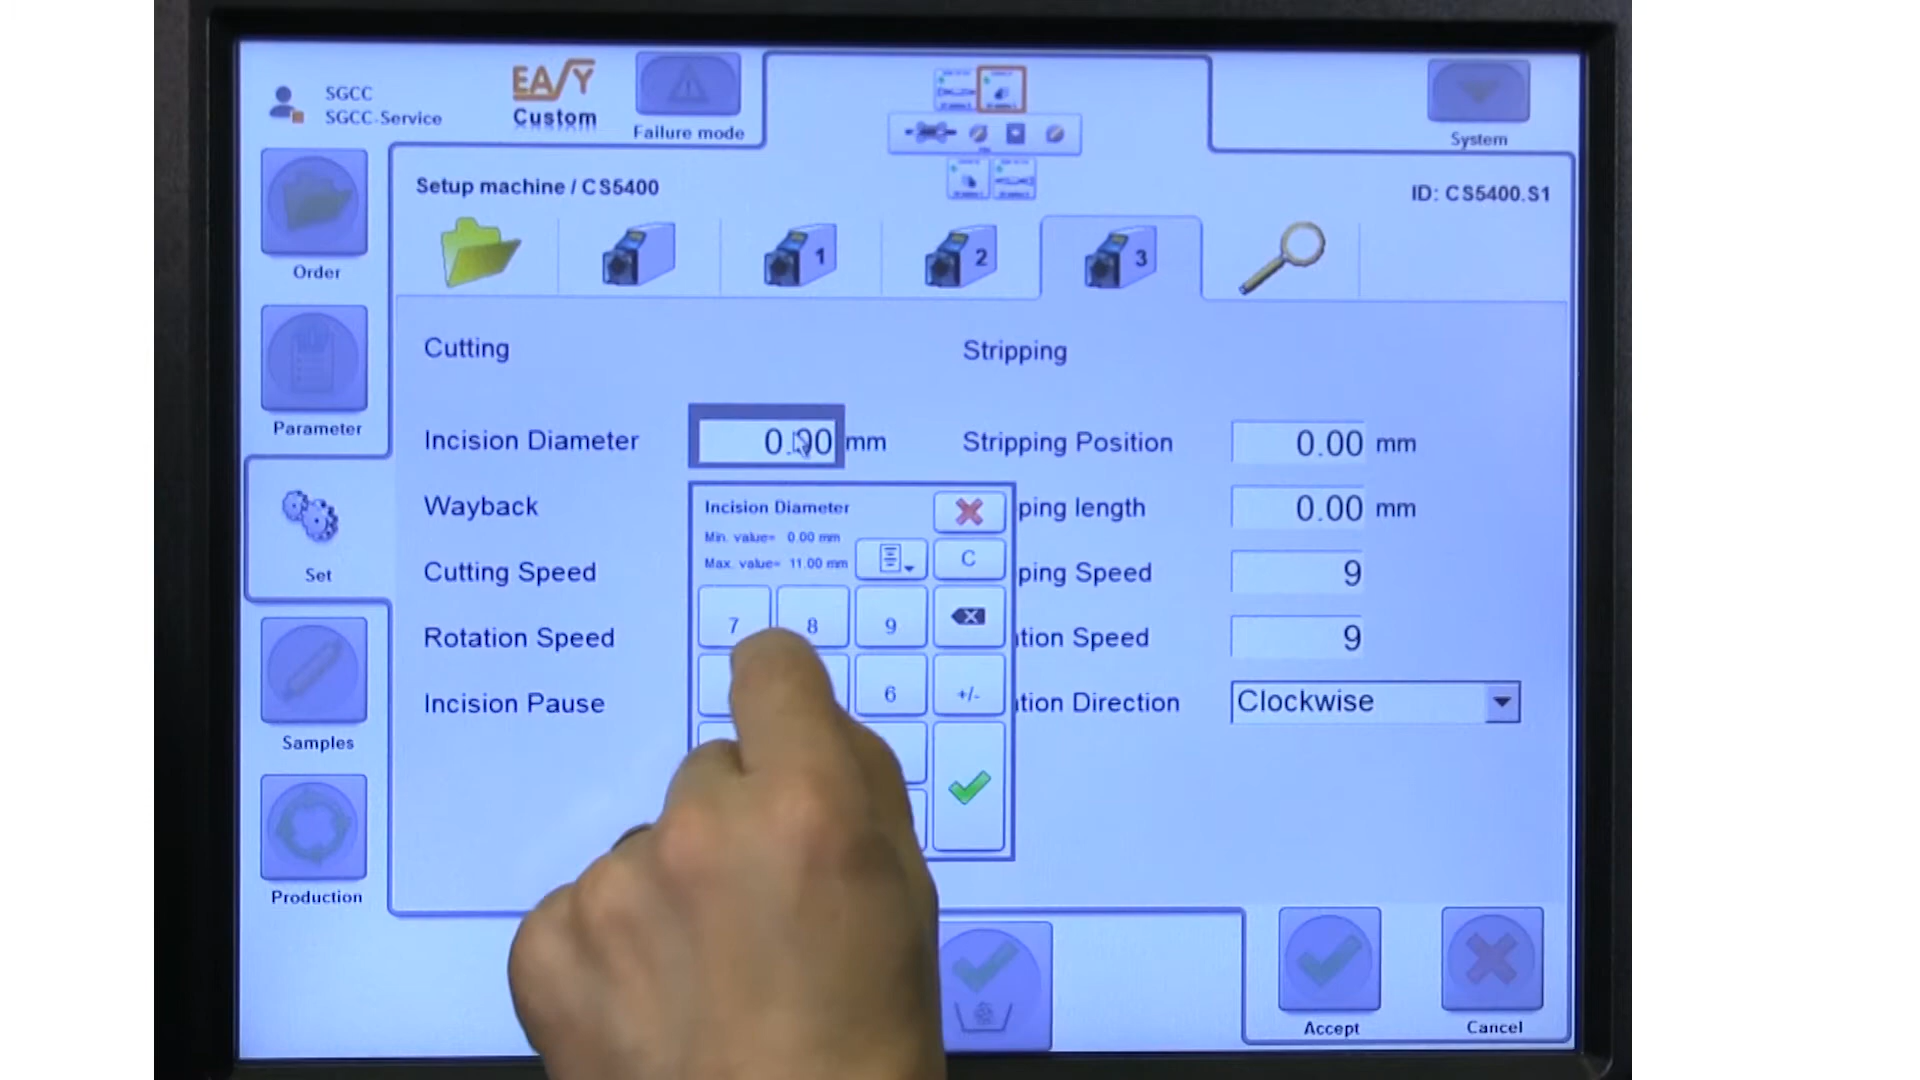 SGCC
SGCC-Service
EASY
Custom
Failure mode
System
Setup machine / CS5400
ID: CS5400.S1
1
2
3
Order
Parameter
Set
Samples
Production
Cutting
Stripping
Incision Diameter
0.00 mm
Stripping Position
0.00 mm
Wayback
ping length
0.00 mm
Cutting Speed
ping Speed
9
Rotation Speed
tion Speed
9
Incision Pause
tion Direction
Clockwise
Incision Diameter
Min. value= 0.00 mm
Max. value= 11.00 mm
C
7
8
9
6
+/-
Accept
Cancel